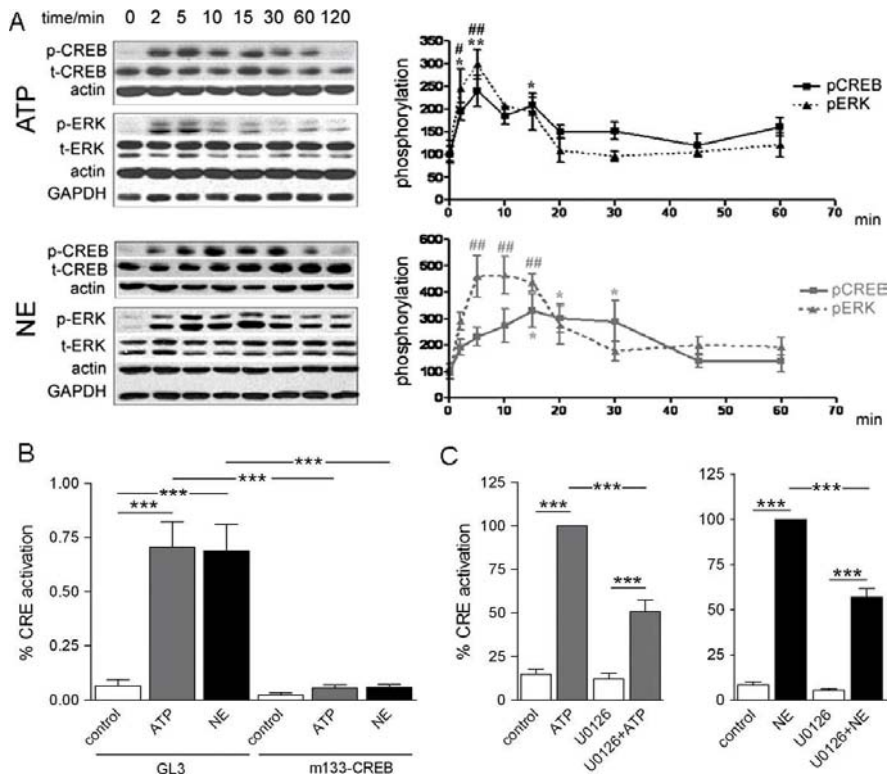 A
time/min 0 2 5 10 15 30 60 120
ATP
p-CREB
t-CREB
actin
p-ERK
t-ERK
actin
GAPDH
NE
p-CREB
t-CREB
actin
p-ERK
t-ERK
actin
GAPDH
phosphorylation
350
300
250
200
150
100
50
0
# ##
* ** *
0 10 20 30 40 50 60 70
min
pCREB
pERK
phosphorylation
600
500
400
300
200
100
0
## ## ##
* *
*
0 10 20 30 40 50 60 70
min
pCREB
pERK
B
% CRE activation
1.00
0.75
0.50
0.25
0.00
***
***
***
***
control ATP NE control ATP NE
GL3 m133-CREB
C
% CRE activation
100
75
50
25
0
***
***
***
control ATP U0126 U0126+ATP
100
75
50
25
0
***
***
***
control NE U0126 U0126+NE